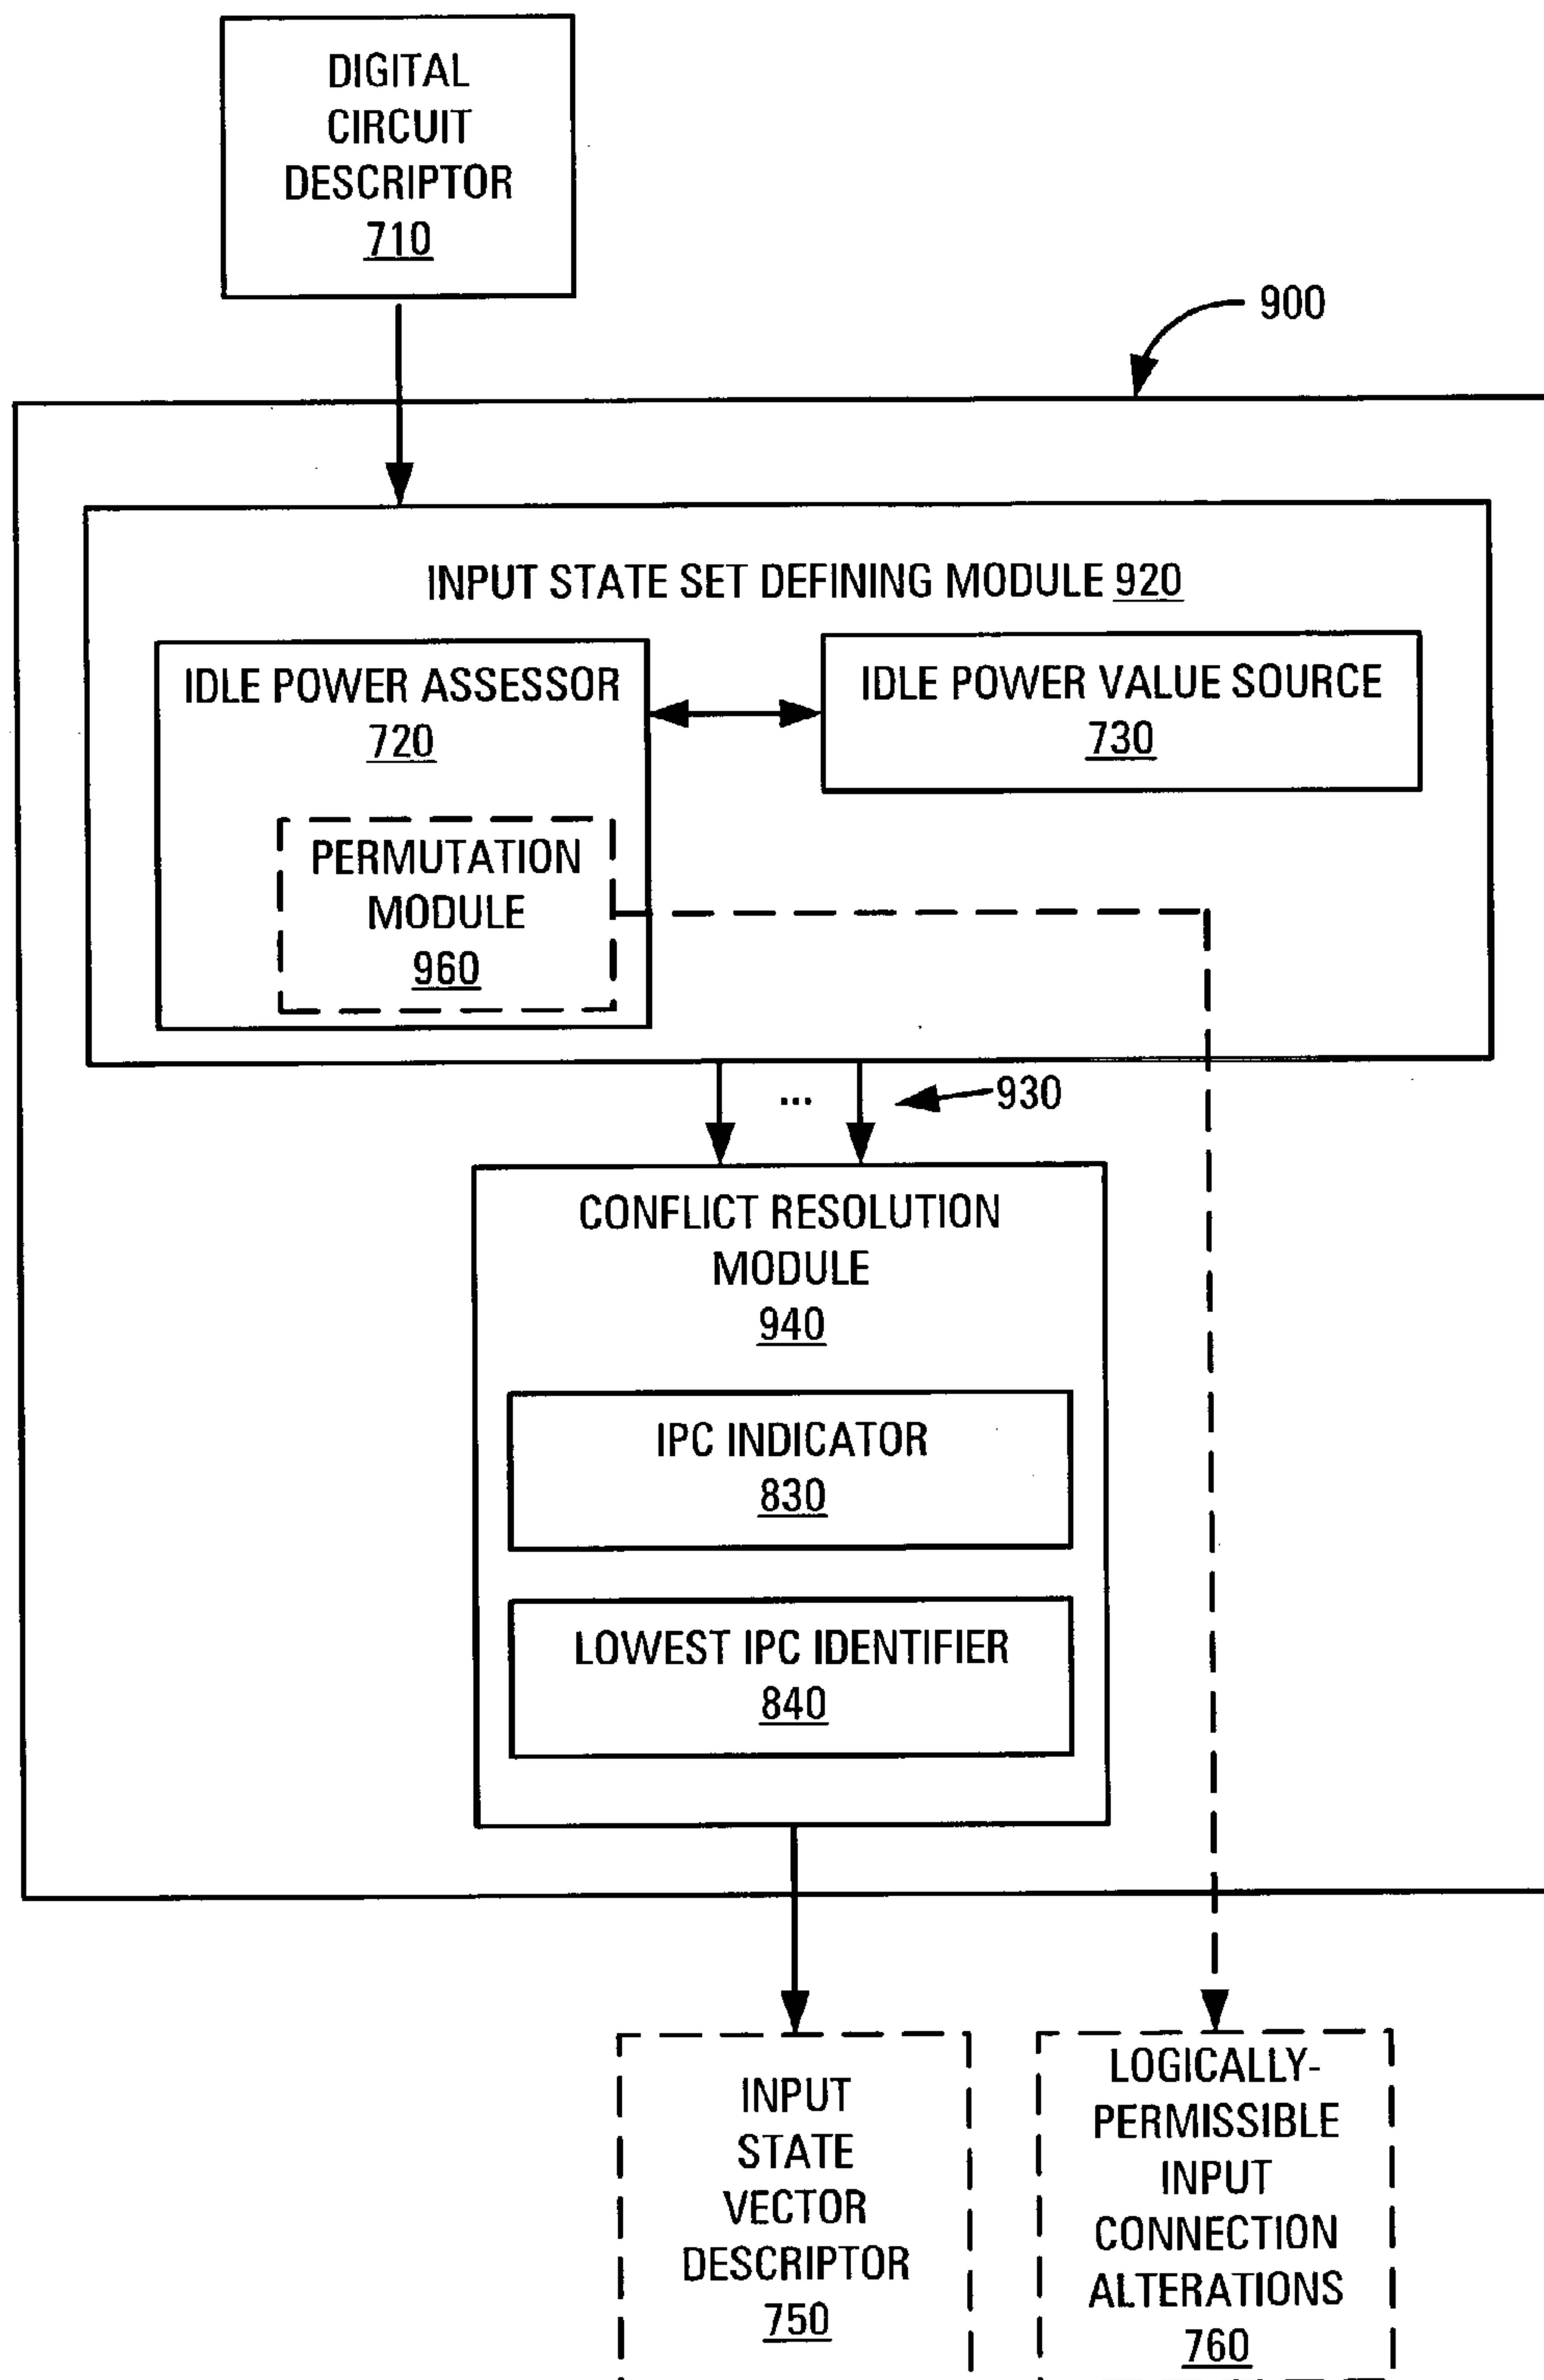 DIGITAL
CIRCUIT
DESCRIPTOR
710
900
INPUT STATE SET DEFINING MODULE 920
IDLE POWER ASSESSOR
720
IDLE POWER VALUE SOURCE
730
PERMUTATION
MODULE
960
...
930
CONFLICT RESOLUTION
MODULE
940
IPC INDICATOR
830
LOWEST IPC IDENTIFIER
840
INPUT
STATE
VECTOR
DESCRIPTOR
750
LOGICALLY-
PERMISSIBLE
INPUT
CONNECTION
ALTERATIONS
760